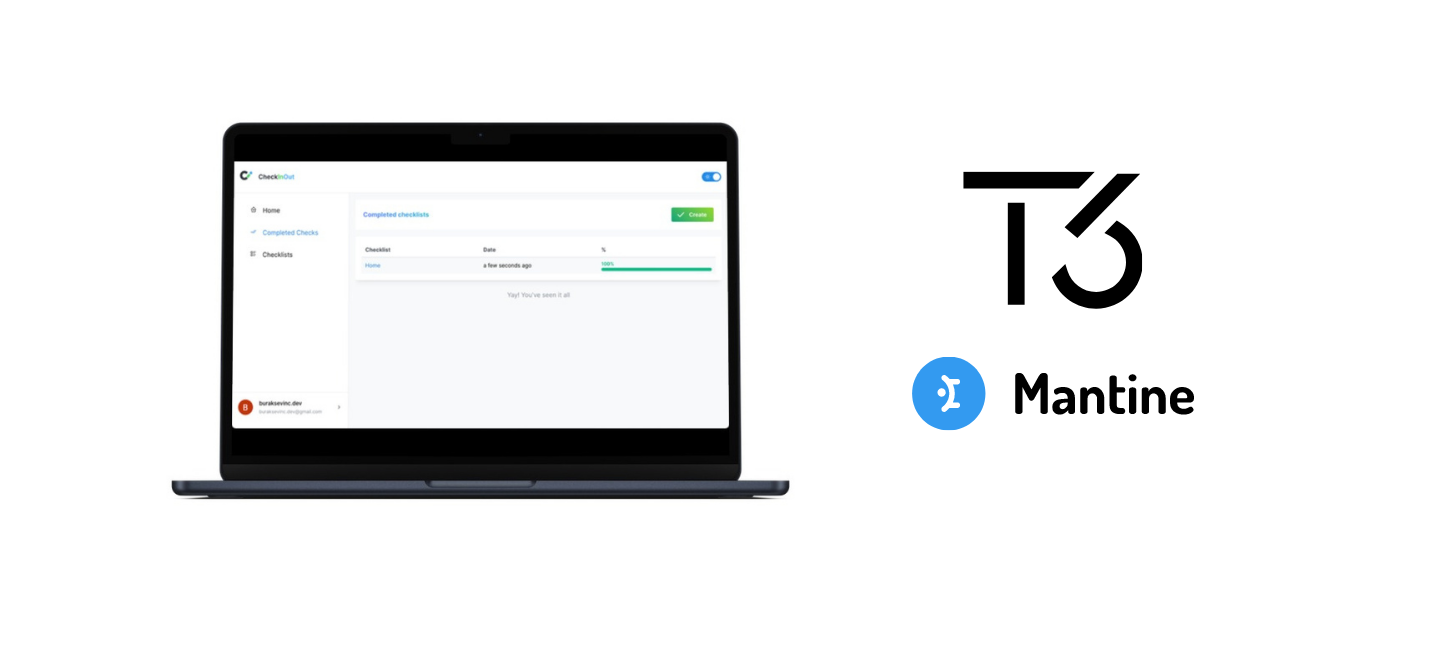 CheckInOut
Home
Completed Checks
Checklists
Completed checklists
Create
Checklist
Date
%
Home
a few seconds ago
100%
Yay! You've seen it all
B
buraksevinc.dev
buraksevinc.dev@gmail.com
T3
Mantine